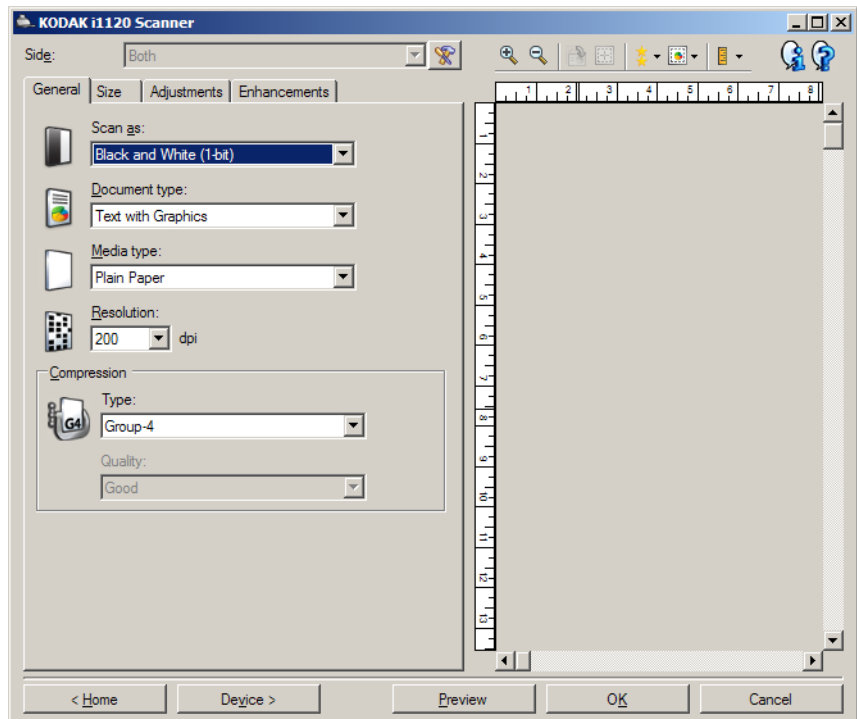 KODAK i1120 Scanner
Side: Both
General Size Adjustments Enhancements
Scan as:
Black and White (1-bit)
Document type:
Text with Graphics
Media type:
Plain Paper
Resolution:
200 dpi
Compression
Type:
G4 Group-4
Quality:
Good
1 2 3 4 5 6 7 8
1
2
3
4
5
6
7
8
9
10
11
12
13
< Home Device > Preview OK Cancel